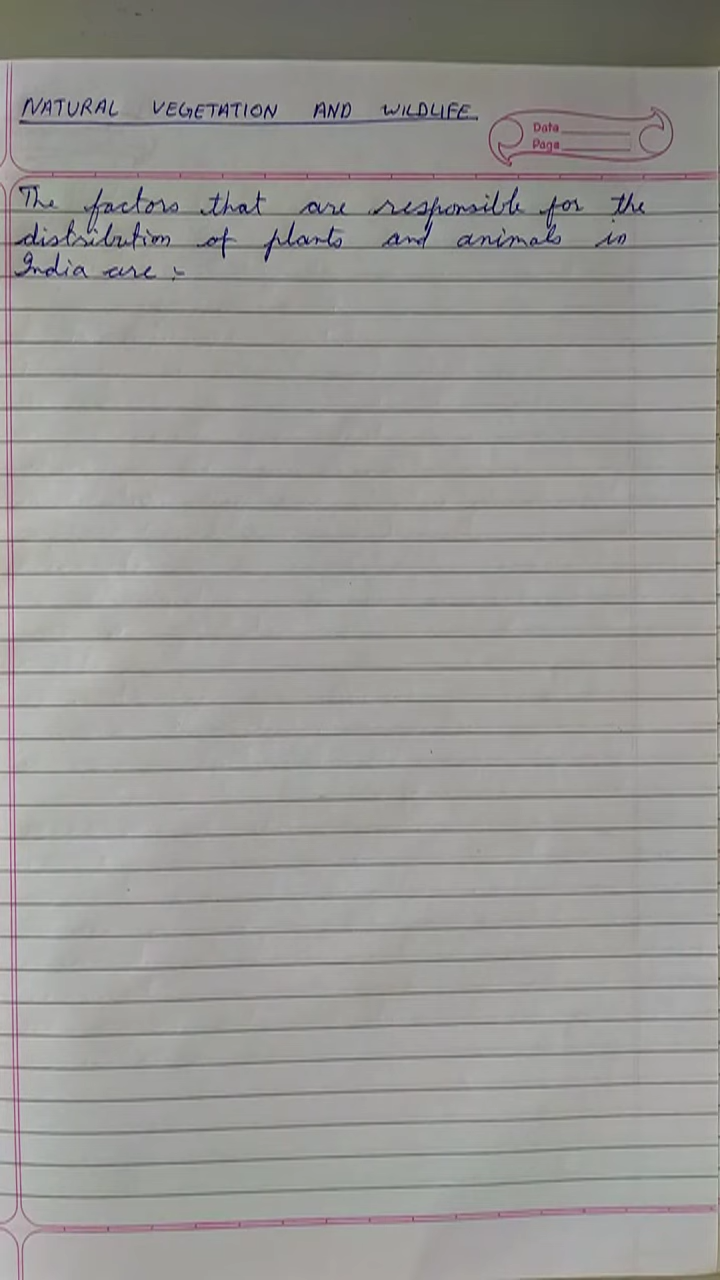 NATURAL VEGETATION AND WILDLIFE
Date
Page
The factors that are responsible for the
distribution of plants and animals in
India are :-